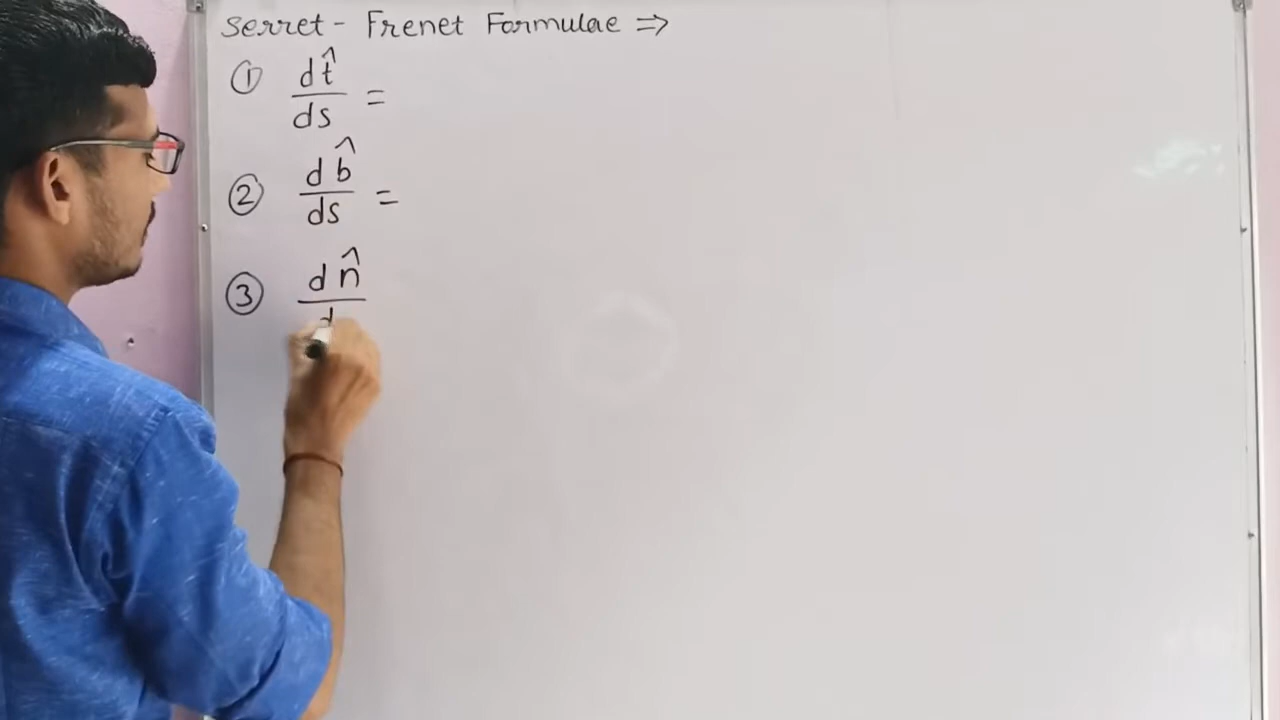 Serret - Frenet Formulae ⇒
① dt̂/ds =
② db̂/ds =
③ dn̂/d